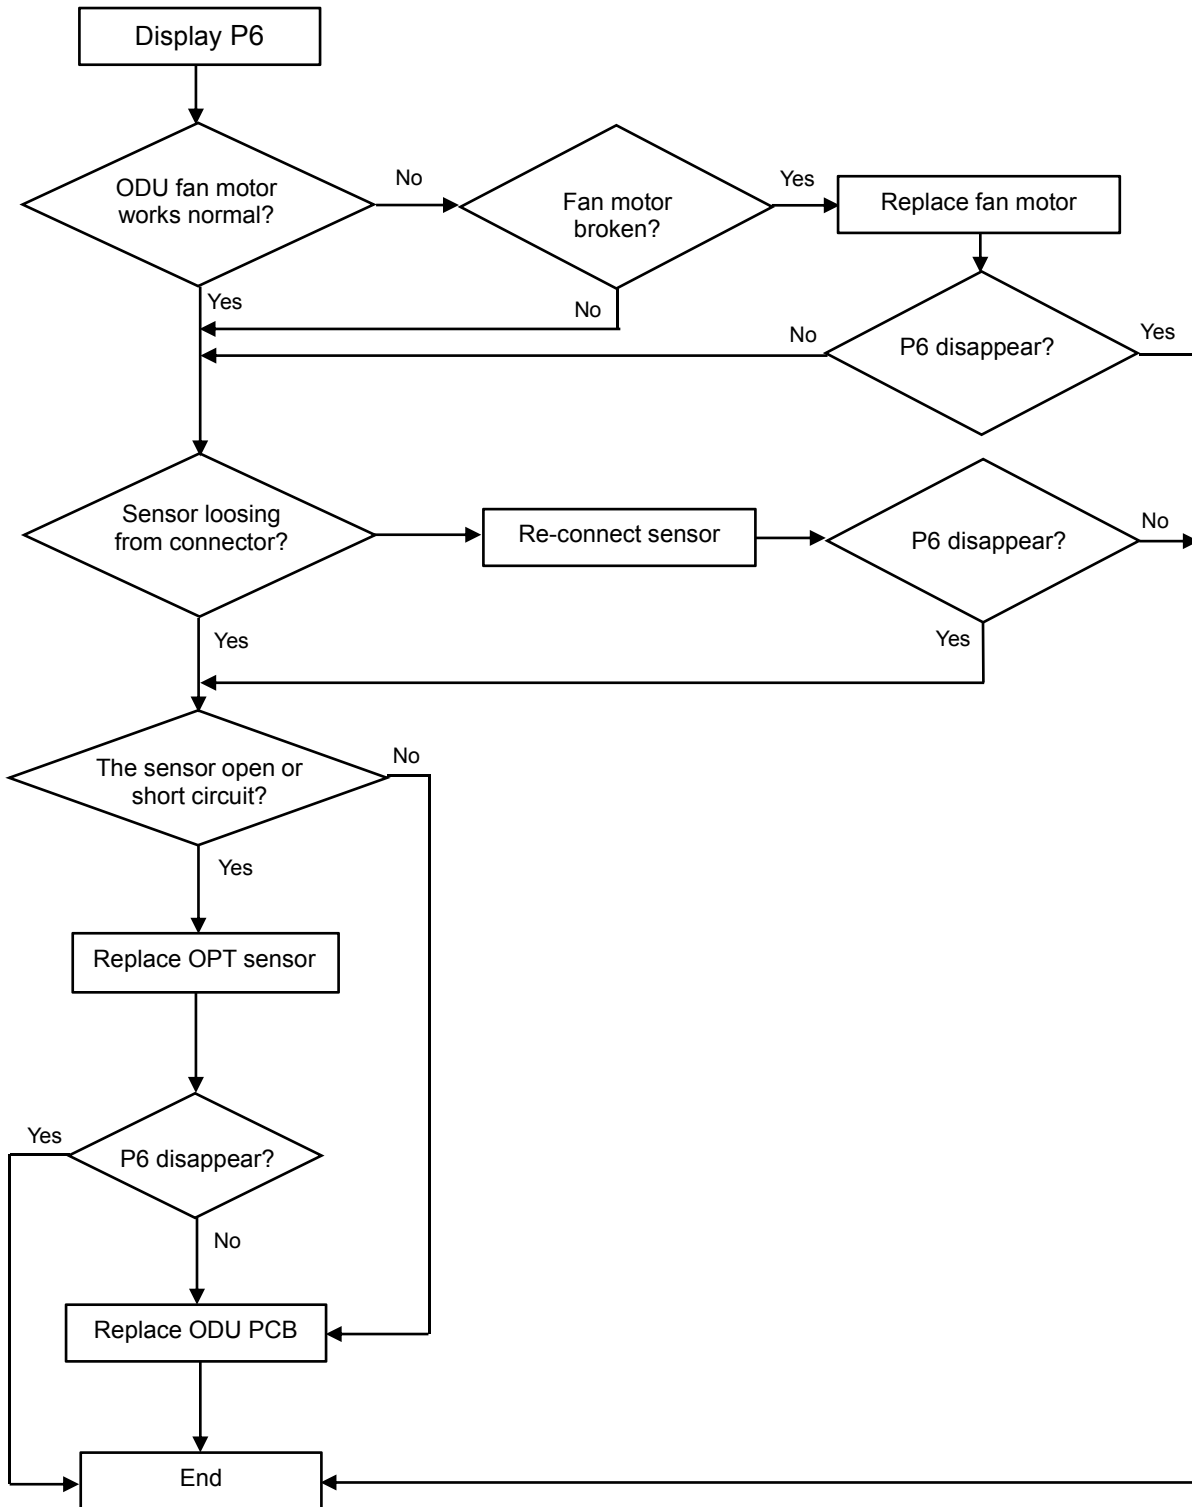 Display P6
ODU fan motor
works normal?
No
Fan motor
broken?
Yes
Replace fan motor
Yes
No
No
P6 disappear?
Yes
Sensor loosing
from connector?
Re-connect sensor
P6 disappear?
No
Yes
Yes
The sensor open or
short circuit?
No
Yes
Replace OPT sensor
Yes
P6 disappear?
No
Replace ODU PCB
End